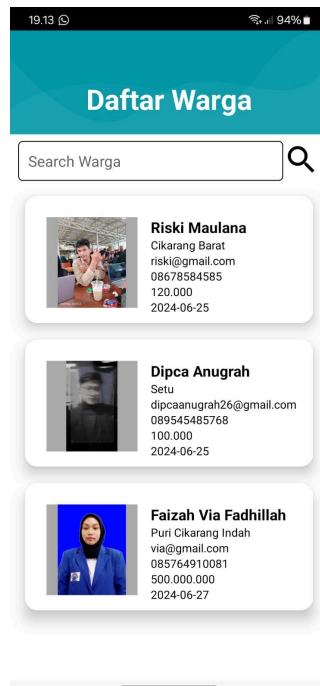 19.13 94%
Daftar Warga
Search Warga
Riski Maulana
Cikarang Barat
riski@gmail.com
08678584585
120.000
2024-06-25
Dipca Anugrah
Setu
dipcaanugrah26@gmail.com
089545485768
100.000
2024-06-25
Faizah Via Fadhillah
Puri Cikarang Indah
via@gmail.com
085764910081
500.000.000
2024-06-27